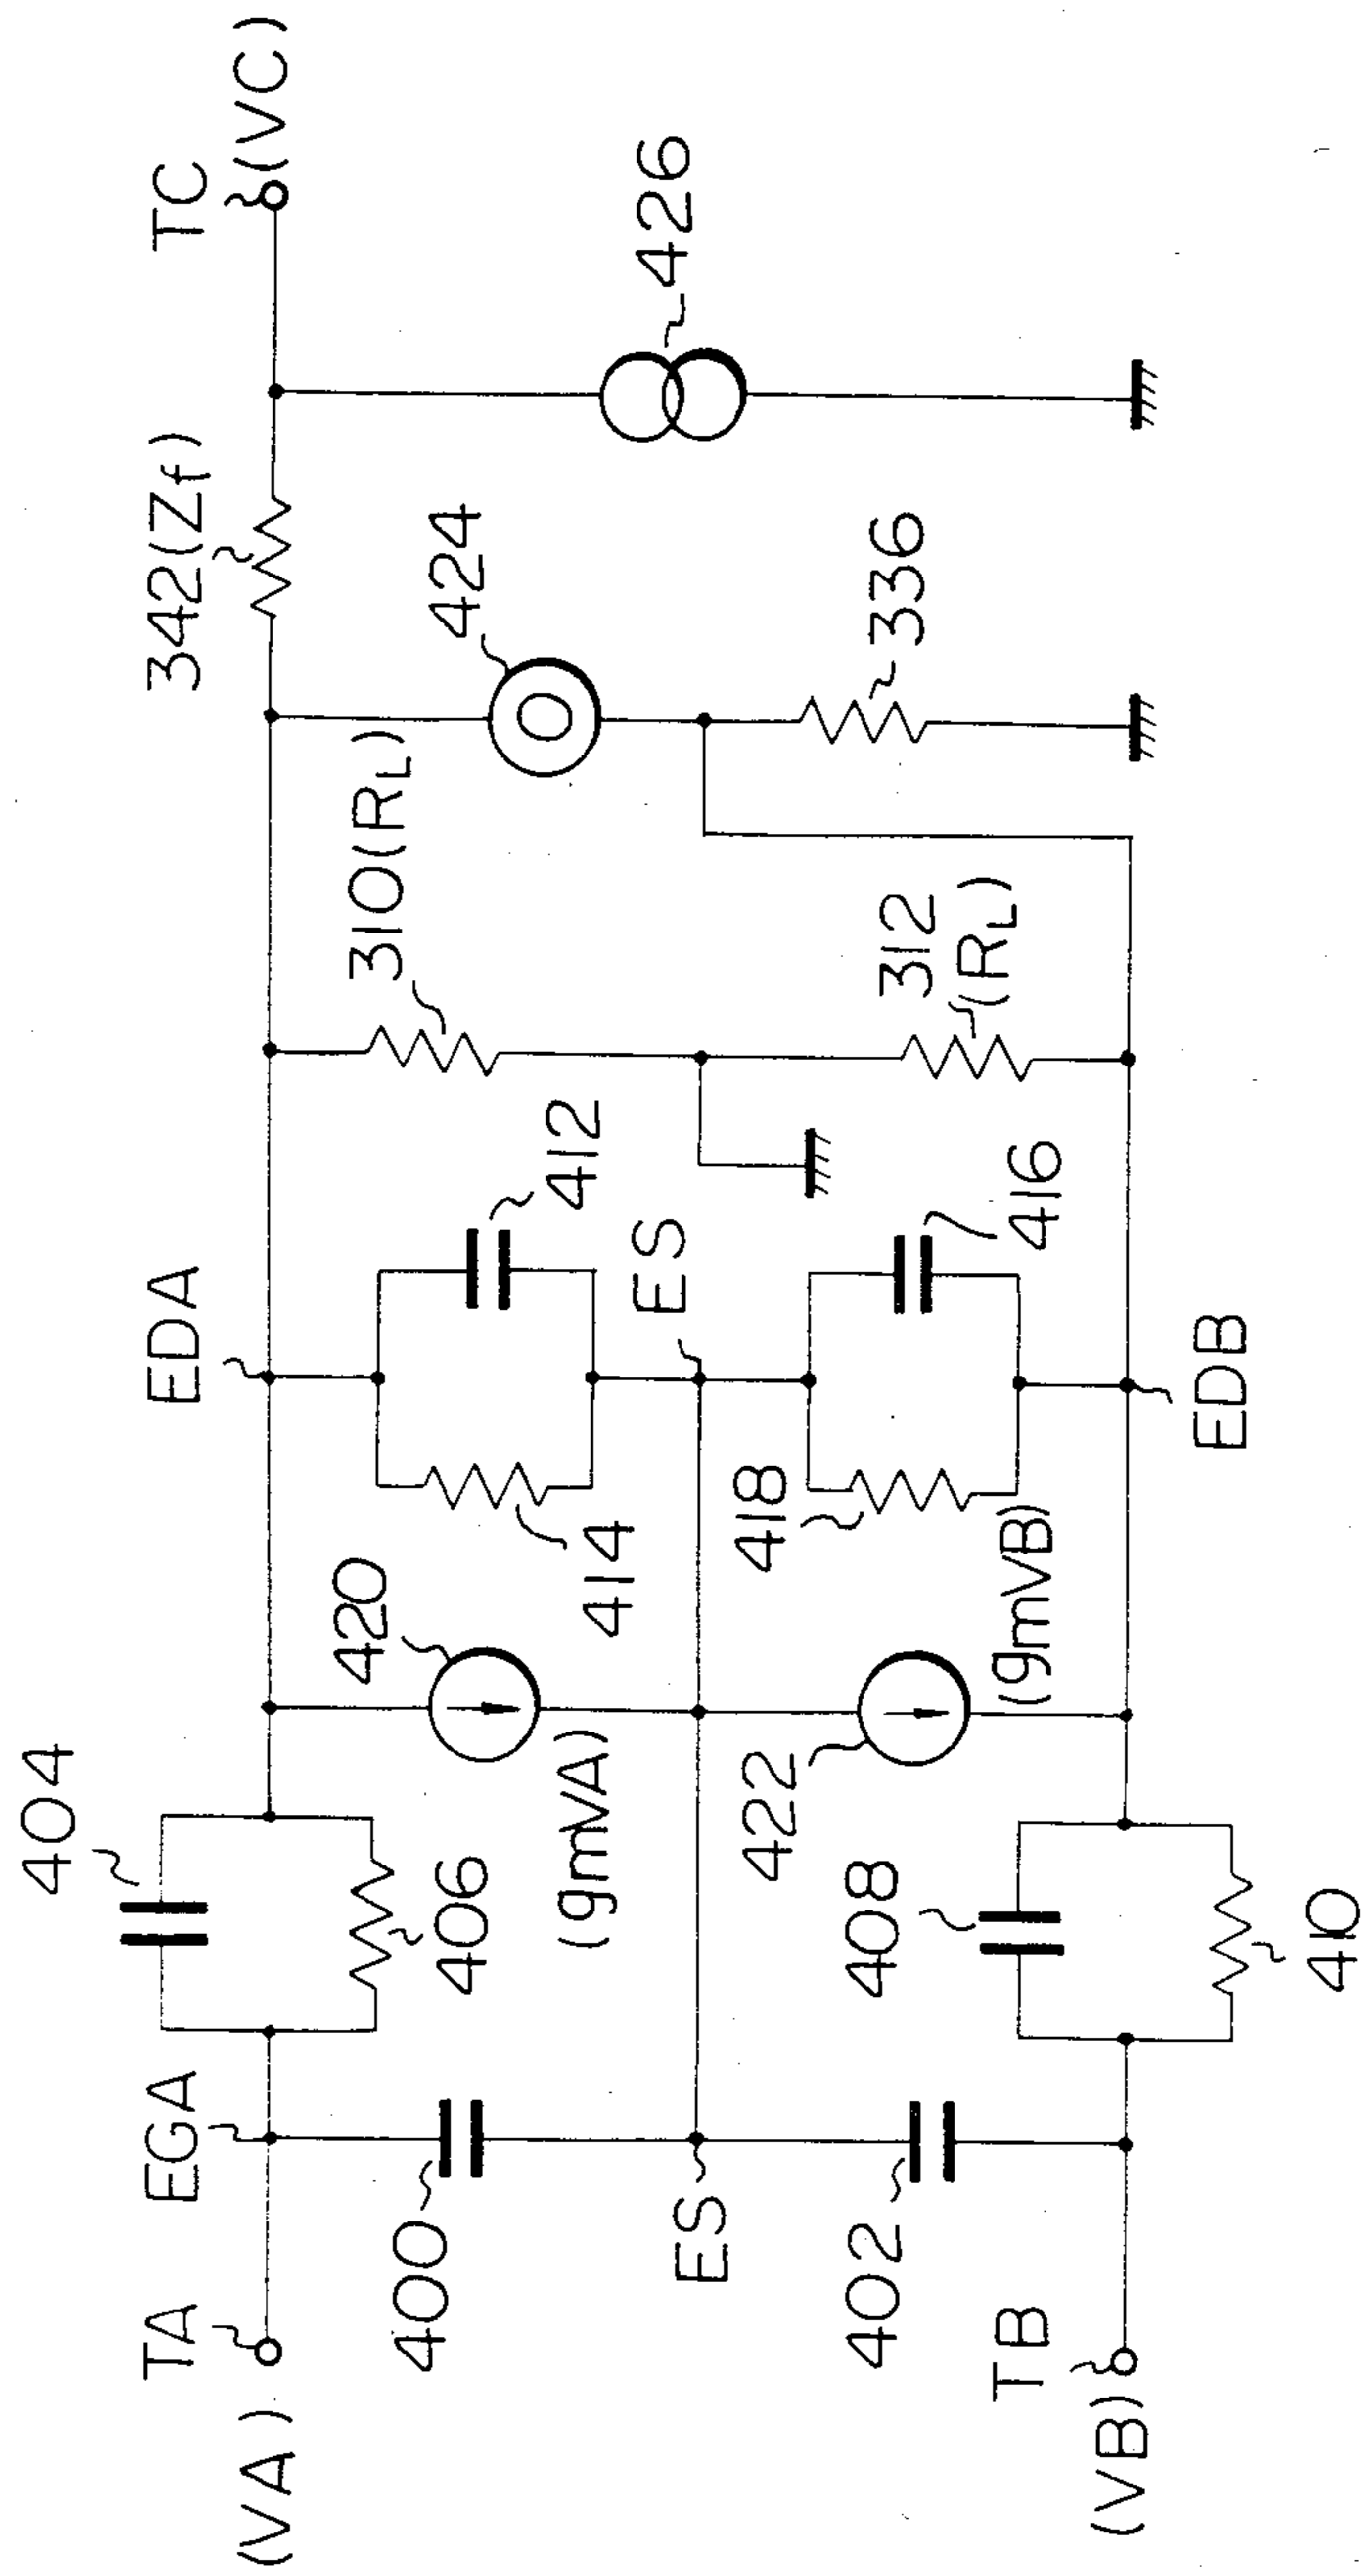 404
TA
EGA
EDA
342(Zf)
TC
(VA)
406
420
412
310(RL)
424
(VC)
400
(gmVA)
414
ES
426
ES
402
408
422
418
416
312
(RL)
336
TB
(VB)
410
(gmVB)
EDB